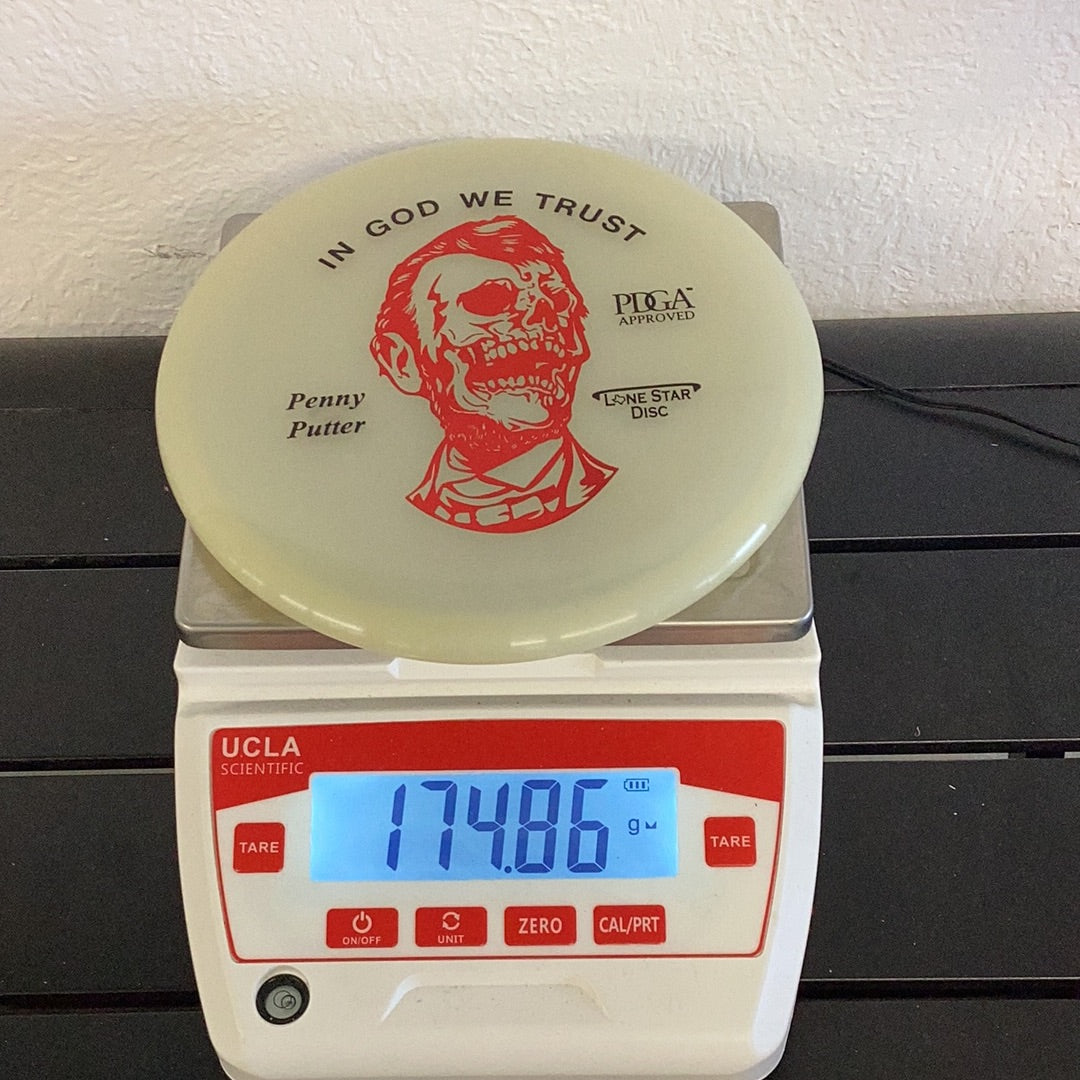 IN GOD WE TRUST
PDGA™
APPROVED
Penny
Putter
LONE STAR
DISC
UCLA
SCIENTIFIC
174.86
g
TARE
TARE
ON/OFF
UNIT
ZERO
CAL/PRT